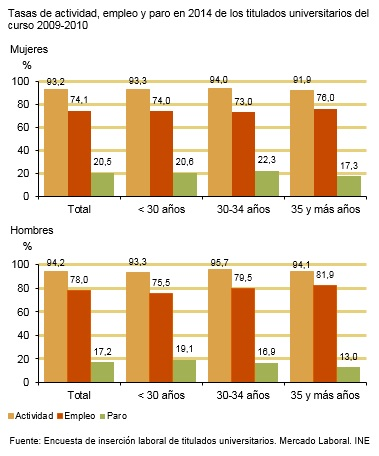 Tasas de actividad, empleo y paro en 2014 de los titulados universitarios del
curso 2009-2010
Mujeres
%
100
80
60
40
20
0
93,2
74,1
20,5
93,3
74,0
20,6
94,0
73,0
22,3
91,9
76,0
17,3
Total
< 30 años
30-34 años
35 y más años
Hombres
%
100
80
60
40
20
0
94,2
78,0
17,2
93,3
75,5
19,1
95,7
79,5
16,9
94,1
81,9
13,0
Total
< 30 años
30-34 años
35 y más años
Actividad Empleo Paro
Fuente: Encuesta de inserción laboral de titulados universitarios. Mercado Laboral. INE